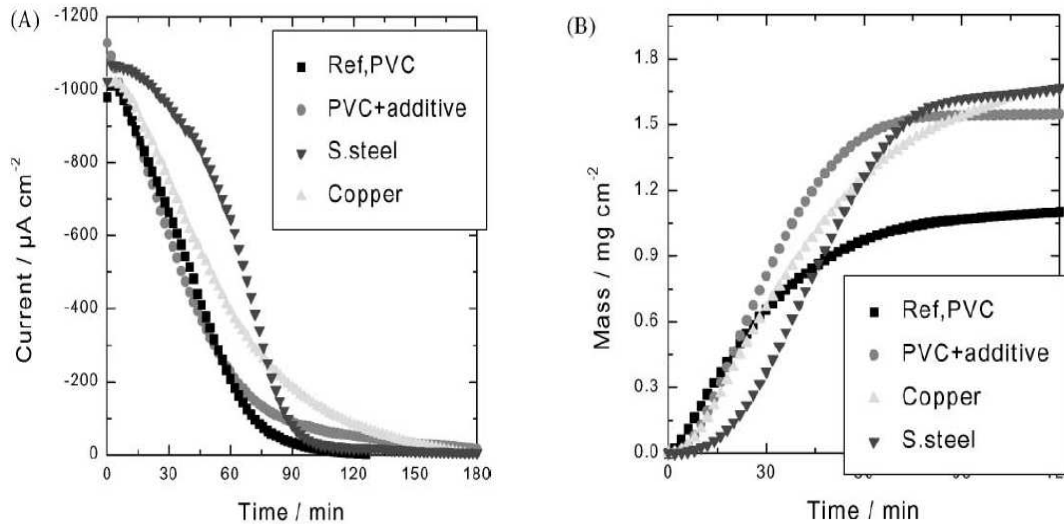 (A)
-1200
-1000
-800
-600
-400
-200
0
Current / µA cm-2
0 30 60 90 120 150 180
Time / min
Ref,PVC
PVC+additive
S.steel
Copper
(B)
1.8
1.5
1.2
0.9
0.6
0.3
0.0
Mass / mg cm-2
0 30
Time / min
Ref,PVC
PVC+additive
Copper
S.steel